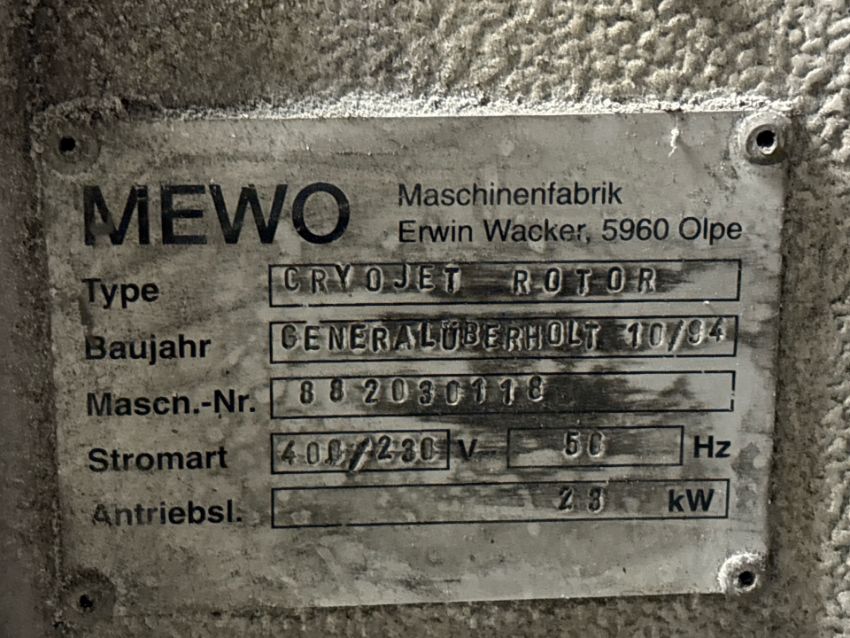 MEWO
Maschinenfabrik
Erwin Wacker, 5960 Olpe
Type CRYOJET ROTOR
Baujahr GENERALÜBERHOLT 10/94
Masch.-Nr. 882030118
Stromart 400/230 V 50 Hz
Antriebsl. 23 kW